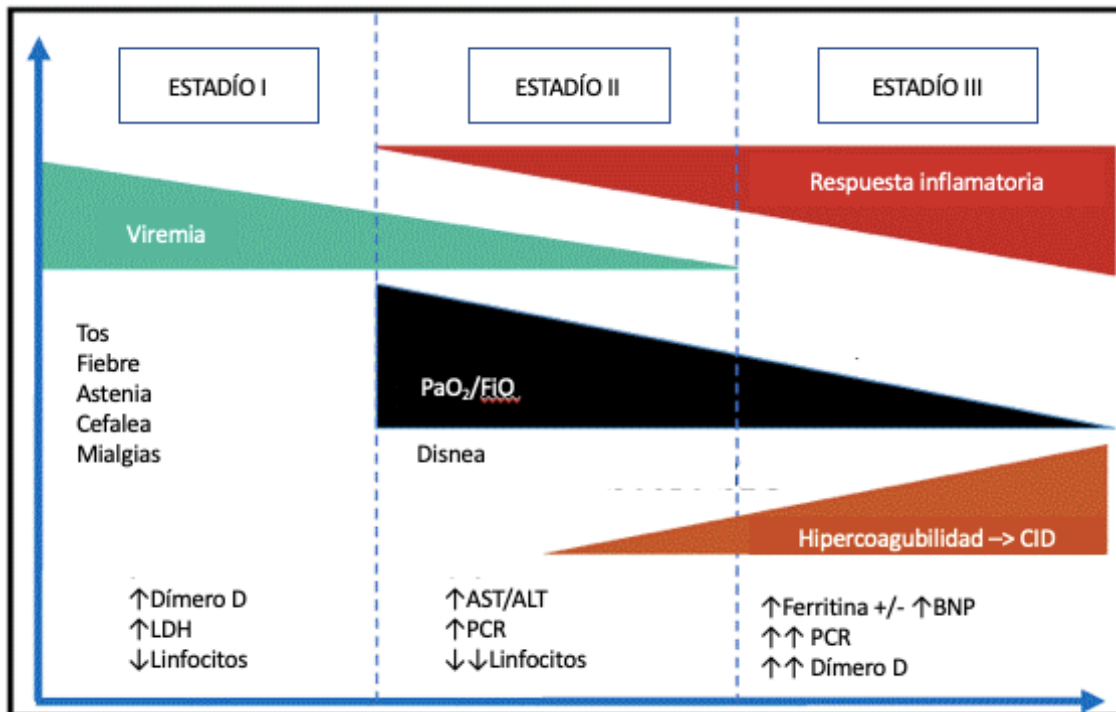 ESTADÍO I
ESTADÍO II
ESTADÍO III
Respuesta inflamatoria
Viremia
Tos
Fiebre
Astenia
Cefalea
Mialgias
PaO₂/FiO
Disnea
Hipercoagubilidad –> CID
↑Dímero D
↑LDH
↓Linfocitos
↑AST/ALT
↑PCR
↓↓Linfocitos
↑Ferritina +/- ↑BNP
↑↑ PCR
↑↑ Dímero D